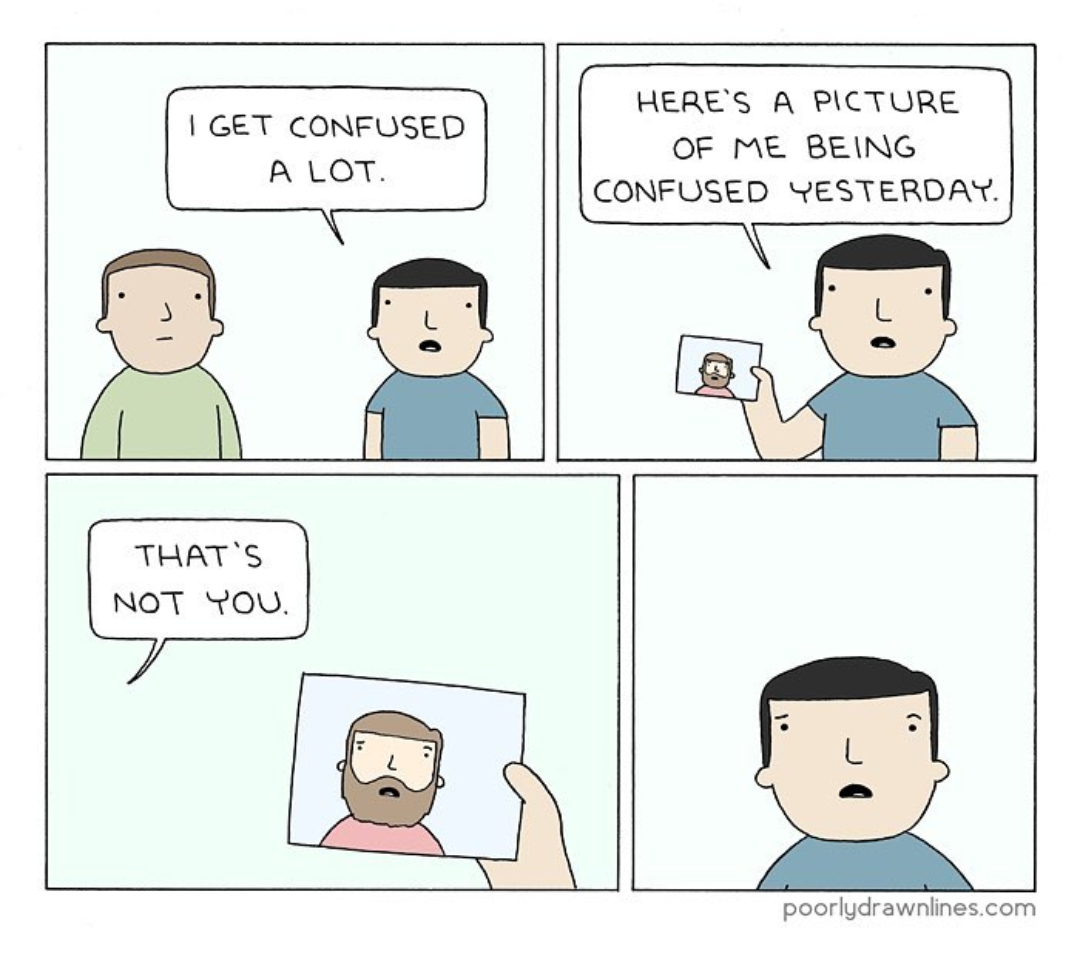 I GET CONFUSED
A LOT.
HERE'S A PICTURE
OF ME BEING
CONFUSED YESTERDAY.
THAT'S
NOT YOU.
poorlydrawnlines.com